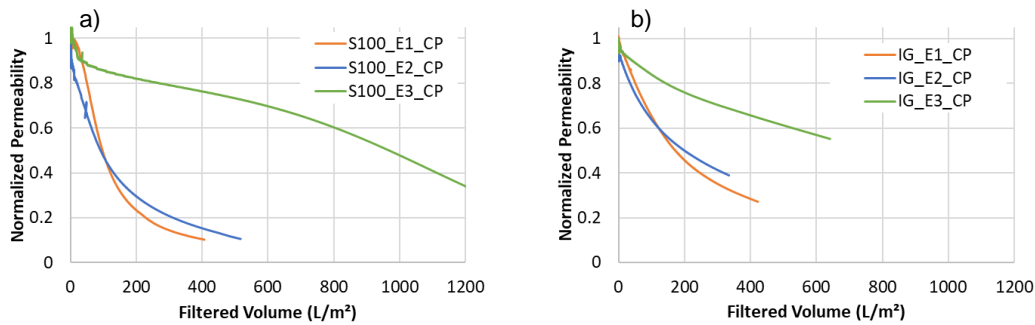 a)
Normalized Permeability
1
0.8
0.6
0.4
0.2
0
0 200 400 600 800 1000 1200
Filtered Volume (L/m²)
S100_E1_CP
S100_E2_CP
S100_E3_CP
b)
Normalized Permeability
1
0.8
0.6
0.4
0.2
0
0 200 400 600 800 1000 1200
Filtered Volume (L/m²)
IG_E1_CP
IG_E2_CP
IG_E3_CP